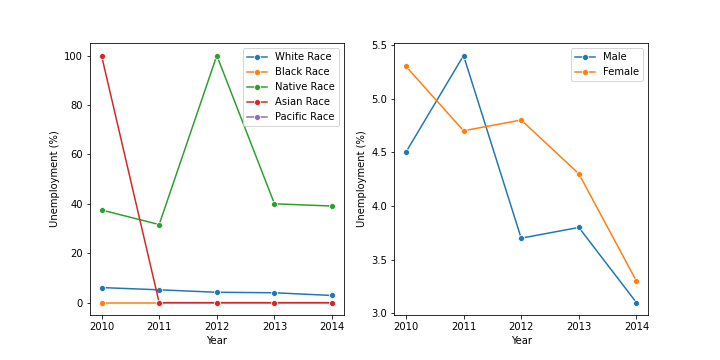 100
80
60
40
20
0
Unemployment (%)
2010 2011 2012 2013 2014
Year
White Race
Black Race
Native Race
Asian Race
Pacific Race
5.5
5.0
4.5
4.0
3.5
3.0
Unemployment (%)
2010 2011 2012 2013 2014
Year
Male
Female